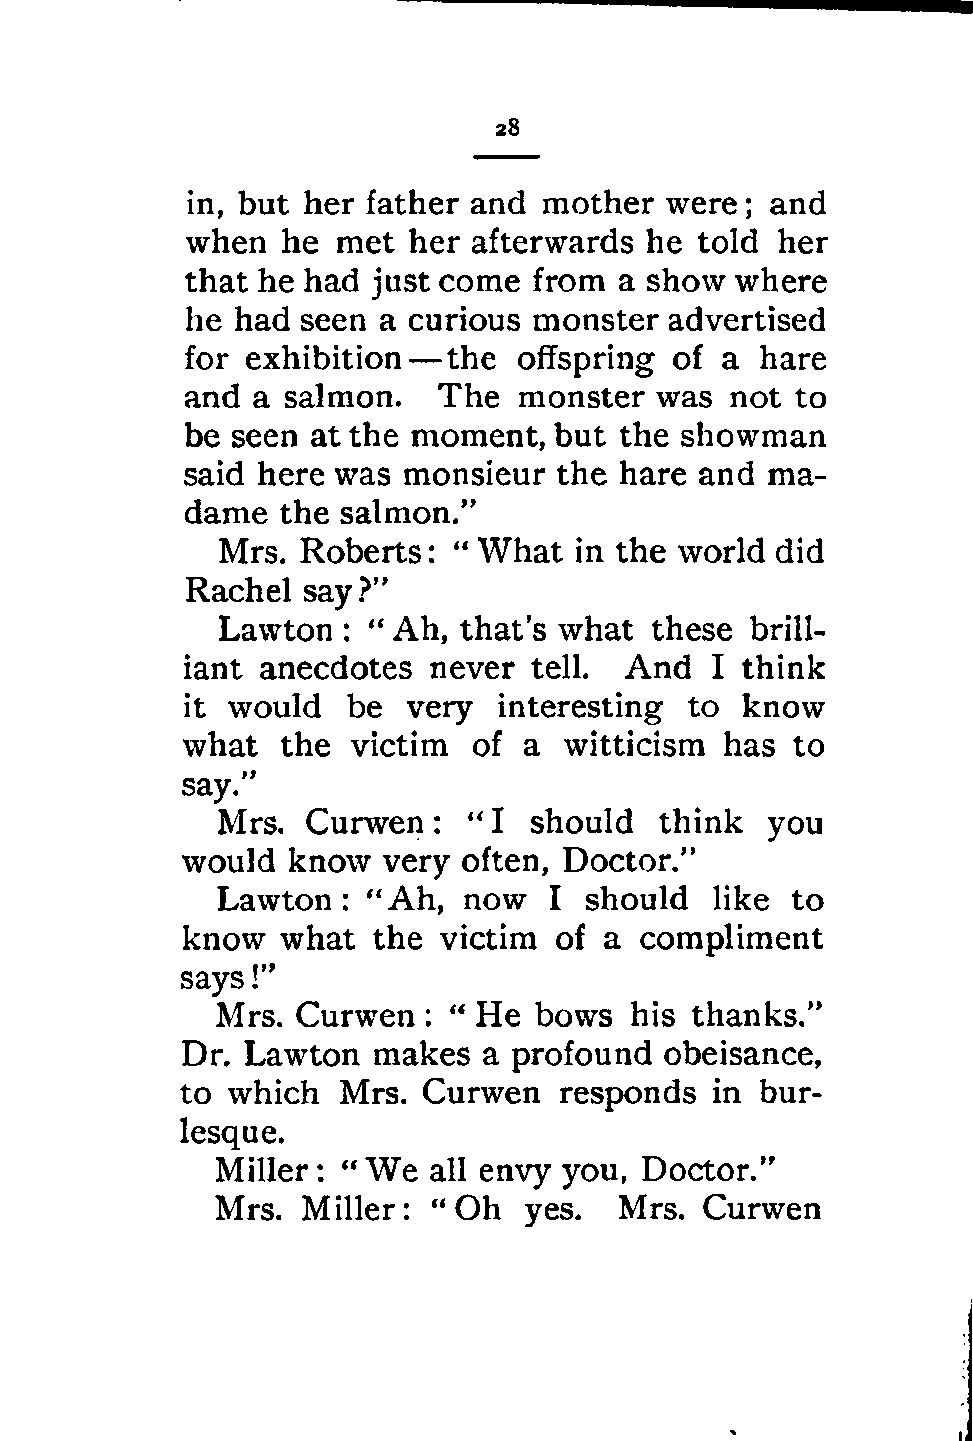 28
in, but her father and mother were; and
when he met her afterwards he told her
that he had just come from a show where
he had seen a curious monster advertised
for exhibition—the offspring of a hare
and a salmon. The monster was not to
be seen at the moment, but the showman
said here was monsieur the hare and ma-
dame the salmon."
Mrs. Roberts: "What in the world did
Rachel say?"
Lawton: "Ah, that's what these brill-
iant anecdotes never tell. And I think
it would be very interesting to know
what the victim of a witticism has to
say."
Mrs. Curwen: "I should think you
would know very often, Doctor."
Lawton: "Ah, now I should like to
know what the victim of a compliment
says!"
Mrs. Curwen: "He bows his thanks."
Dr. Lawton makes a profound obeisance,
to which Mrs. Curwen responds in bur-
lesque.
Miller: "We all envy you, Doctor."
Mrs. Miller: "Oh yes. Mrs. Curwen